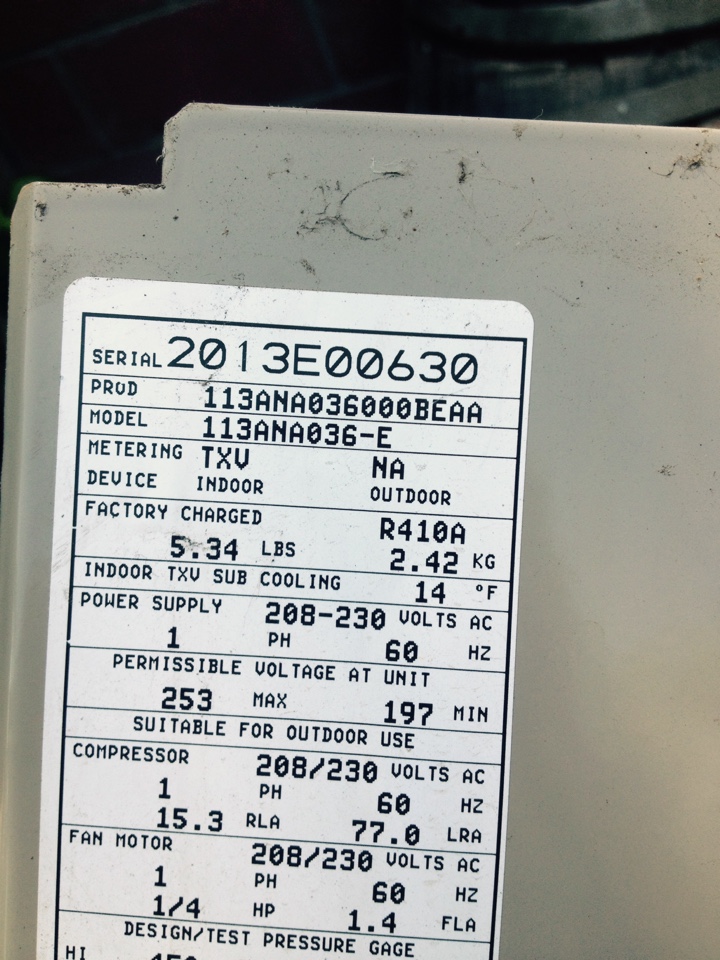 SERIAL 2013E00630
PROD 113ANA036000BEAA
MODEL 113ANA036-E
METERING TXV NA
DEVICE INDOOR OUTDOOR
FACTORY CHARGED R410A
5.34 LBS 2.42 KG
INDOOR TXV SUB COOLING 14 °F
POWER SUPPLY 208-230 VOLTS AC
1 PH 60 HZ
PERMISSIBLE VOLTAGE AT UNIT
253 MAX 197 MIN
SUITABLE FOR OUTDOOR USE
COMPRESSOR 208/230 VOLTS AC
1 PH 60 HZ
15.3 RLA 77.0 LRA
FAN MOTOR 208/230 VOLTS AC
1 PH 60 HZ
1/4 HP 1.4 FLA
DESIGN/TEST PRESSURE GAGE
HI